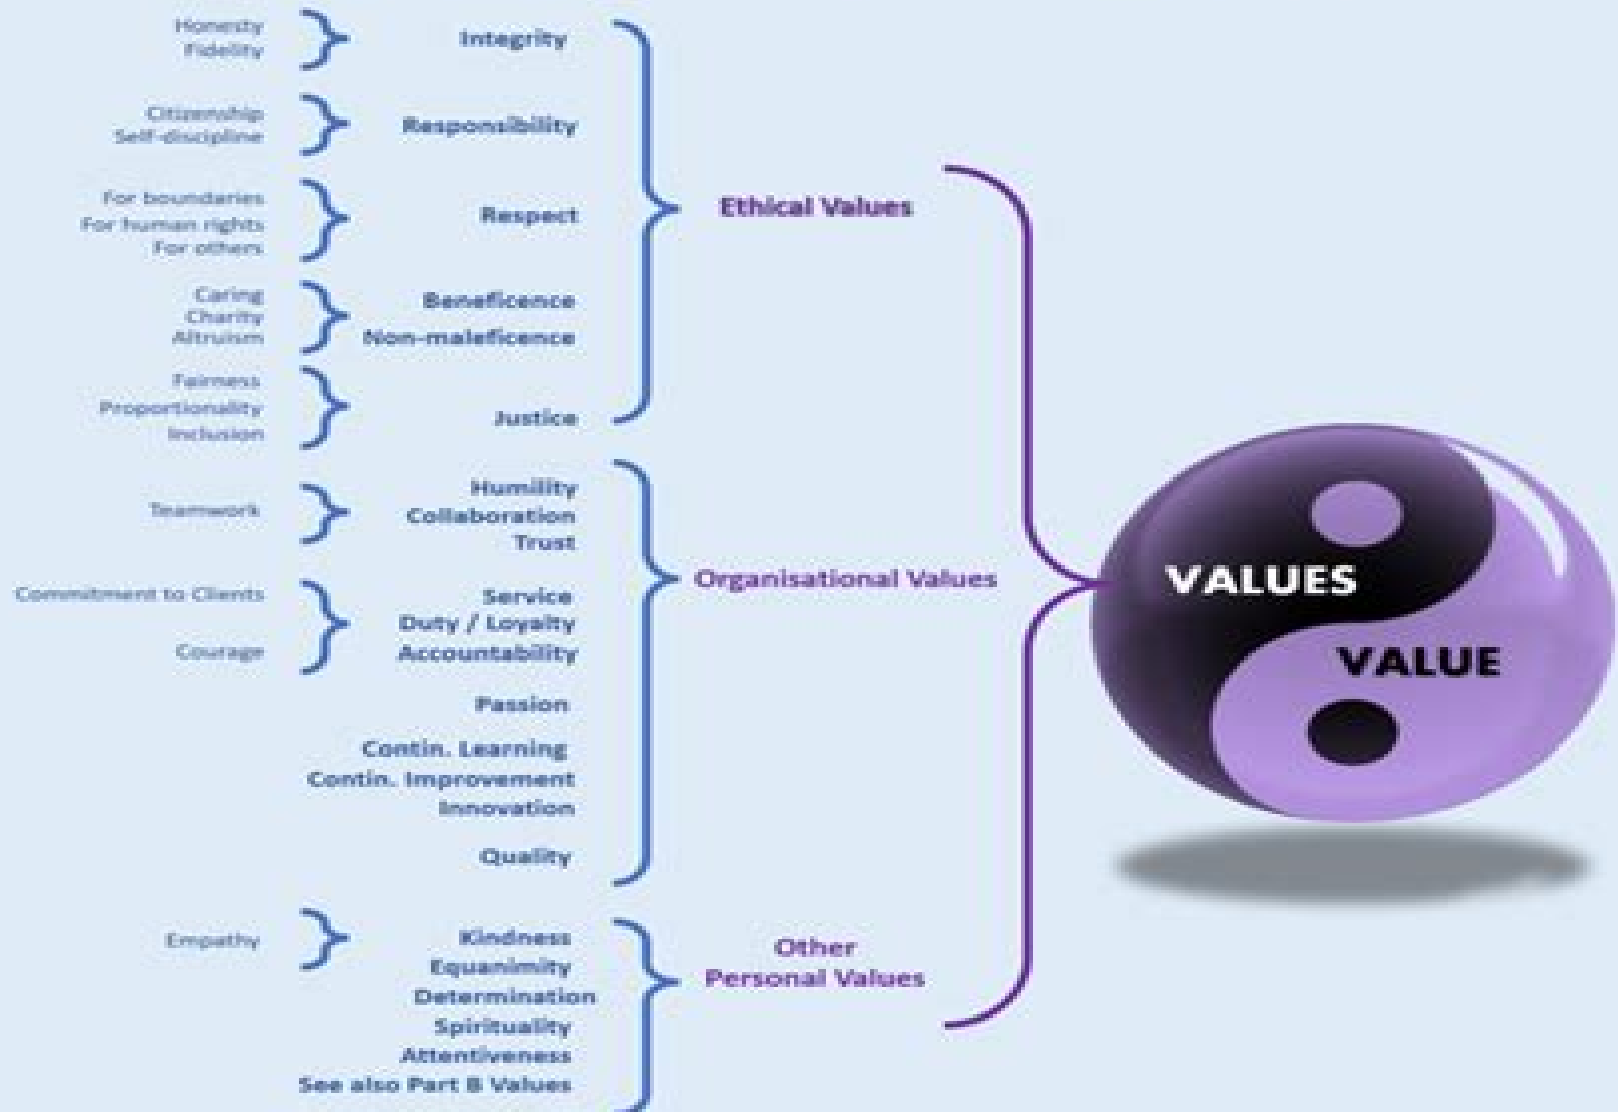 Honesty
Fidelity
Integrity
Citizenship
Self-discipline
Responsibility
For boundaries
For human rights
For others
Respect
Ethical Values
Caring
Charity
Altruism
Beneficence
Non-maleficence
Fairness
Proportionality
Inclusion
Justice
Teamwork
Humility
Collaboration
Trust
Commitment to Clients
Courage
Service
Duty / Loyalty
Accountability
Passion
Contin. Learning
Contin. Improvement
Innovation
Quality
Organisational Values
Empathy
Kindness
Equanimity
Determination
Spirituality
Attentiveness
See also Part B Values
Other
Personal Values
VALUES
VALUE